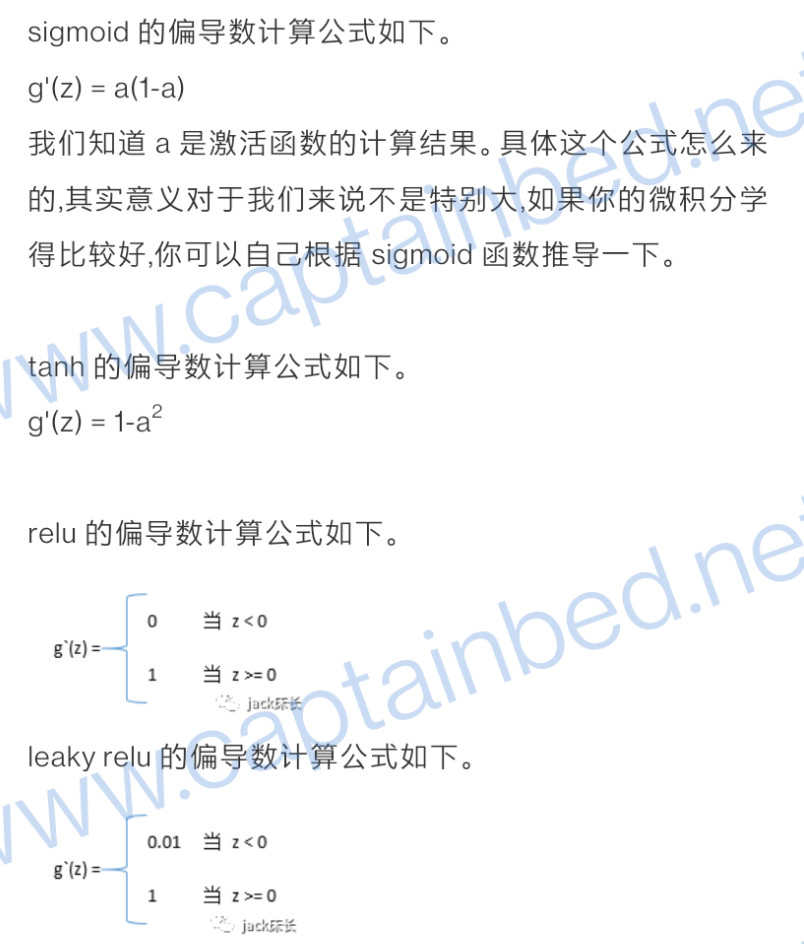 sigmoid 的偏导数计算公式如下。
g'(z) = a(1-a)
我们知道 a 是激活函数的计算结果。具体这个公式怎么来
的,其实意义对于我们来说不是特别大,如果你的微积分学
得比较好,你可以自己根据 sigmoid 函数推导一下。
www.captainbed.net
tanh 的偏导数计算公式如下。
g'(z) = 1-a²
relu 的偏导数计算公式如下。
0 当 z < 0
g`(z) =
1 当 z >= 0
jack床长
leaky relu 的偏导数计算公式如下。
www.captainbed.net
0.01 当 z < 0
g`(z) =
1 当 z >= 0
jack床长